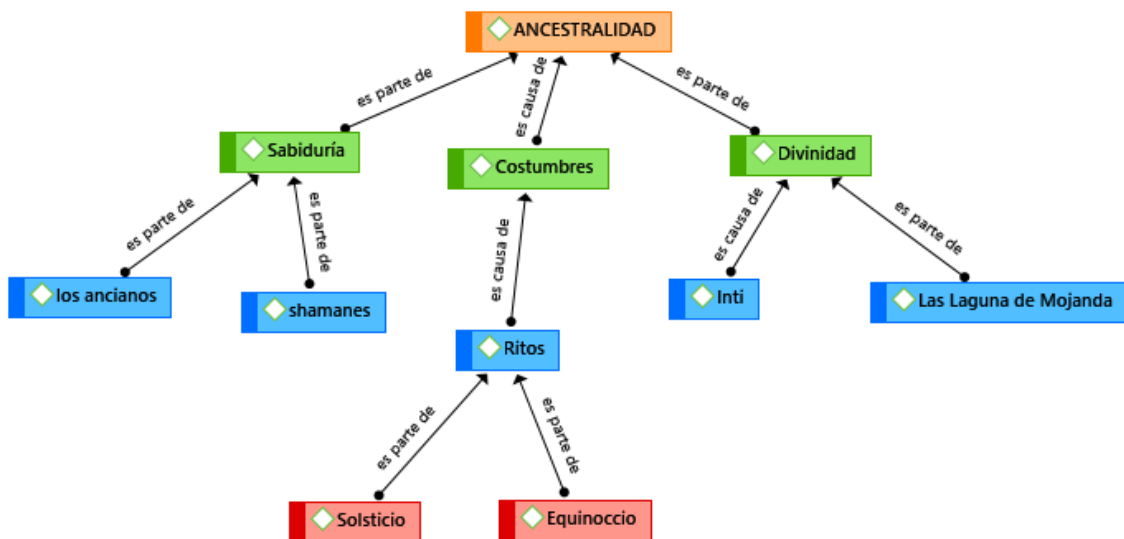 ANCESTRALIDAD
es parte de
es causa de
es parte de
Sabiduría
Costumbres
Divinidad
es parte de
es parte de
es causa de
es causa de
es parte de
los ancianos
shamanes
Inti
Las Laguna de Mojanda
Ritos
es parte de
es parte de
Solsticio
Equinoccio